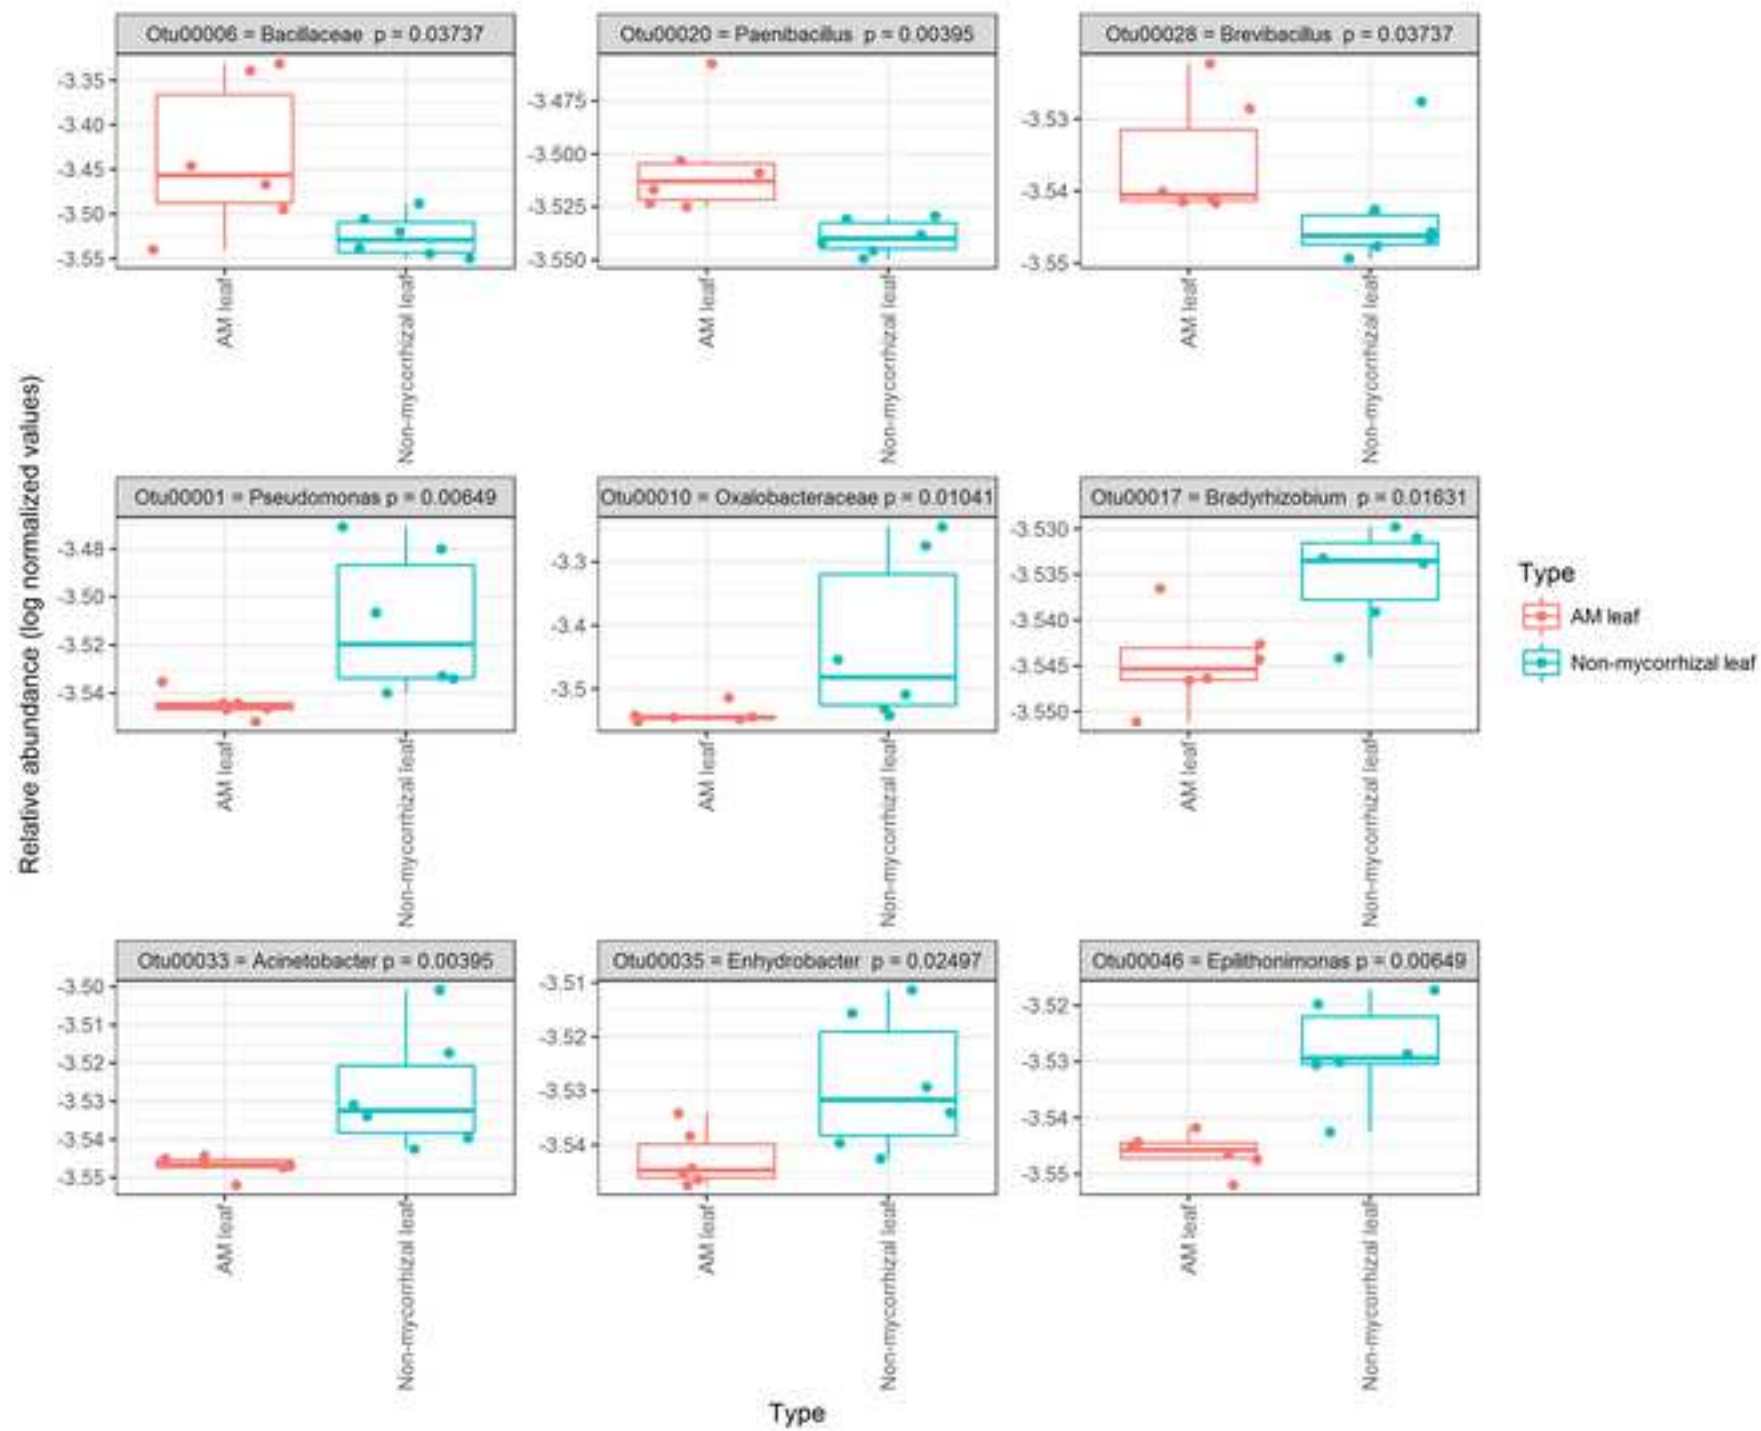 Relative abundance (log normalized values)
Otu00006 = Bacillaceae p = 0.03737
-3.35
-3.40
-3.45
-3.50
-3.55
AM leaf
Non-mycorrhizal leaf
Otu00020 = Paenibacillus p = 0.00395
-3.475
-3.500
-3.525
-3.550
AM leaf
Non-mycorrhizal leaf
Otu00028 = Brevibacillus p = 0.03737
-3.53
-3.54
-3.55
AM leaf
Non-mycorrhizal leaf
Otu00001 = Pseudomonas p = 0.00649
-3.48
-3.50
-3.52
-3.54
AM leaf
Non-mycorrhizal leaf
Otu00010 = Oxalobacteraceae p = 0.01041
-3.3
-3.4
-3.5
AM leaf
Non-mycorrhizal leaf
Otu00017 = Bradyrhizobium p = 0.01631
-3.530
-3.535
-3.540
-3.545
-3.550
AM leaf
Non-mycorrhizal leaf
Otu00033 = Acinetobacter p = 0.00395
-3.50
-3.51
-3.52
-3.53
-3.54
-3.55
AM leaf
Non-mycorrhizal leaf
Otu00035 = Enhydrobacter p = 0.02497
-3.51
-3.52
-3.53
-3.54
AM leaf
Non-mycorrhizal leaf
Otu00046 = Epilithonimonas p = 0.00649
-3.52
-3.53
-3.54
-3.55
AM leaf
Non-mycorrhizal leaf
Type
Type
AM leaf
Non-mycorrhizal leaf